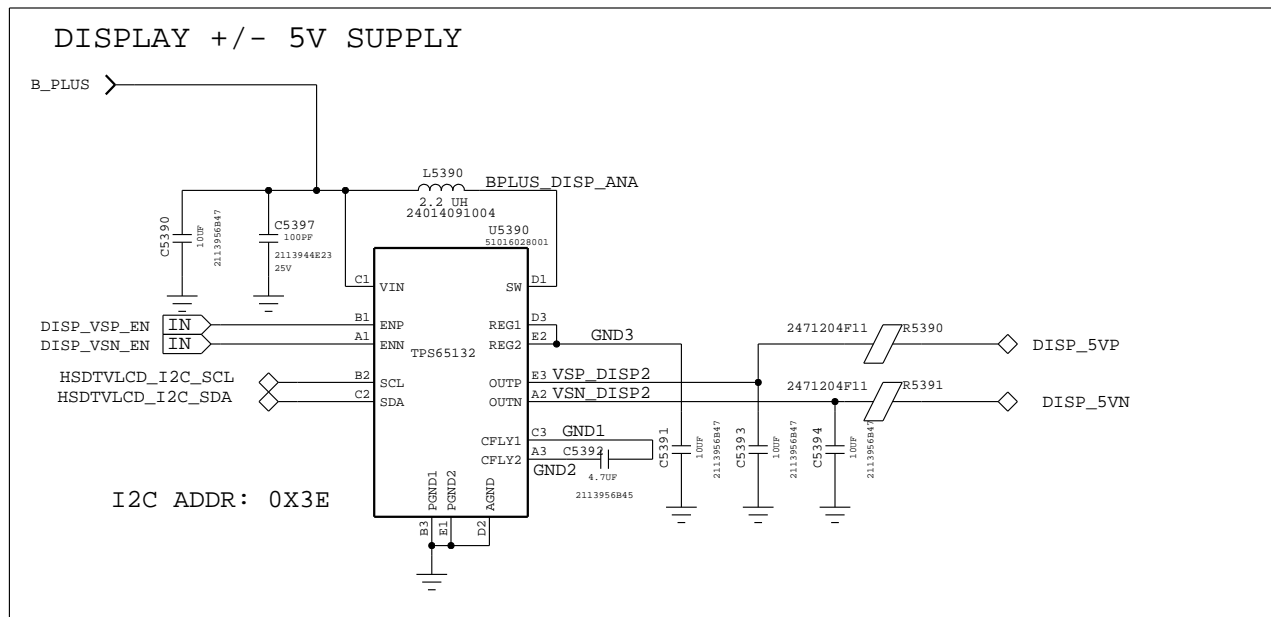 DISPLAY +/- 5V SUPPLY
B_PLUS
L5390
BPLUS_DISP_ANA
2.2 UH
24014091004
C5390
10UF
2113956B47
C5397
100PF
2113944E23
25V
U5390
51016028001
C1
VIN
D1
SW
DISP_VSP_EN
IN
B1
ENP
DISP_VSN_EN
IN
A1
ENN
TPS65132
D3
REG1
E2
REG2
GND3
HSDTVLCD_I2C_SCL
B2
SCL
HSDTVLCD_I2C_SDA
C2
SDA
E3
OUTP
VSP_DISP2
A2
OUTN
VSN_DISP2
2471204F11
R5390
DISP_5VP
2471204F11
R5391
DISP_5VN
C3
CFLY1
GND1
A3
CFLY2
GND2
C5392
4.7UF
2113956B45
C5391
10UF
2113956B47
C5393
10UF
2113956B47
C5394
10UF
2113956B47
I2C ADDR: 0X3E
PGND1
PGND2
AGND
B3
E1
D2